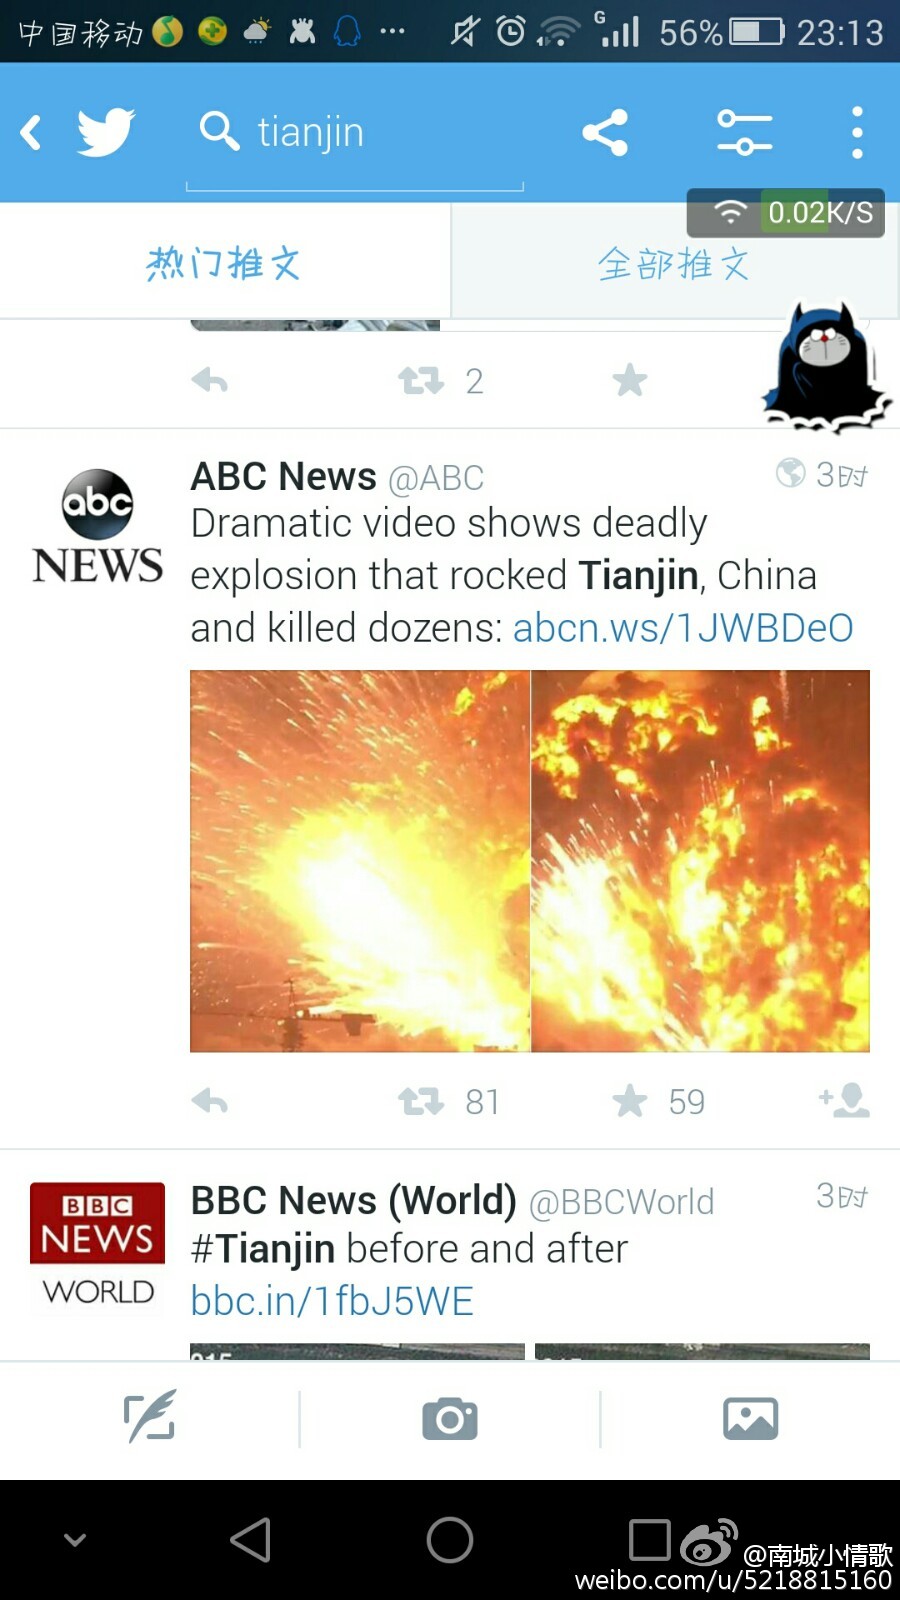 中国移动
G
56%
23:13
tianjin
0.02K/S
热门推文
全部推文
2
ABC News @ABC
3时
abc
NEWS
Dramatic video shows deadly
explosion that rocked Tianjin, China
and killed dozens: abcn.ws/1JWBDeO
81
59
BBC News (World) @BBCWorld
3时
BBC
NEWS
WORLD
#Tianjin before and after
bbc.in/1fbJ5WE
@南城小情歌
weibo.com/u/5218815160